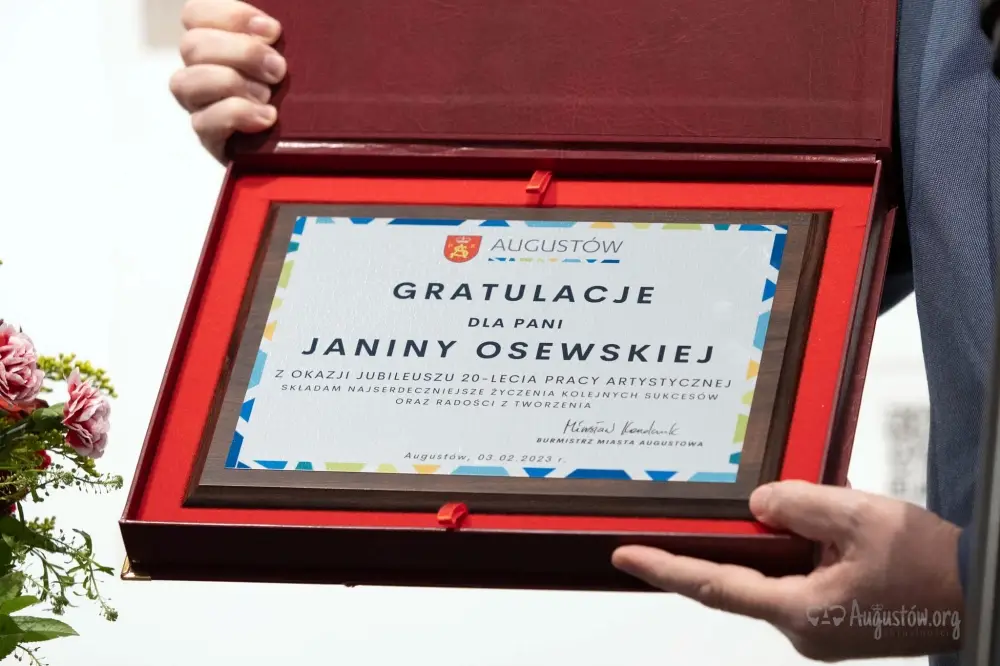 AUGUSTÓW
GRATULACJE
DLA PANI
JANINY OSEWSKIEJ
Z OKAZJI JUBILEUSZU 20-LECIA PRACY ARTYSTYCZNEJ
SKŁADAM NAJSERDECZNIEJSZE ŻYCZENIA KOLEJNYCH SUKCESÓW
ORAZ RADOŚCI Z TWORZENIA
BURMISTRZ MIASTA AUGUSTOWA
Augustów, 03.02.2023 r.
Augustów.org